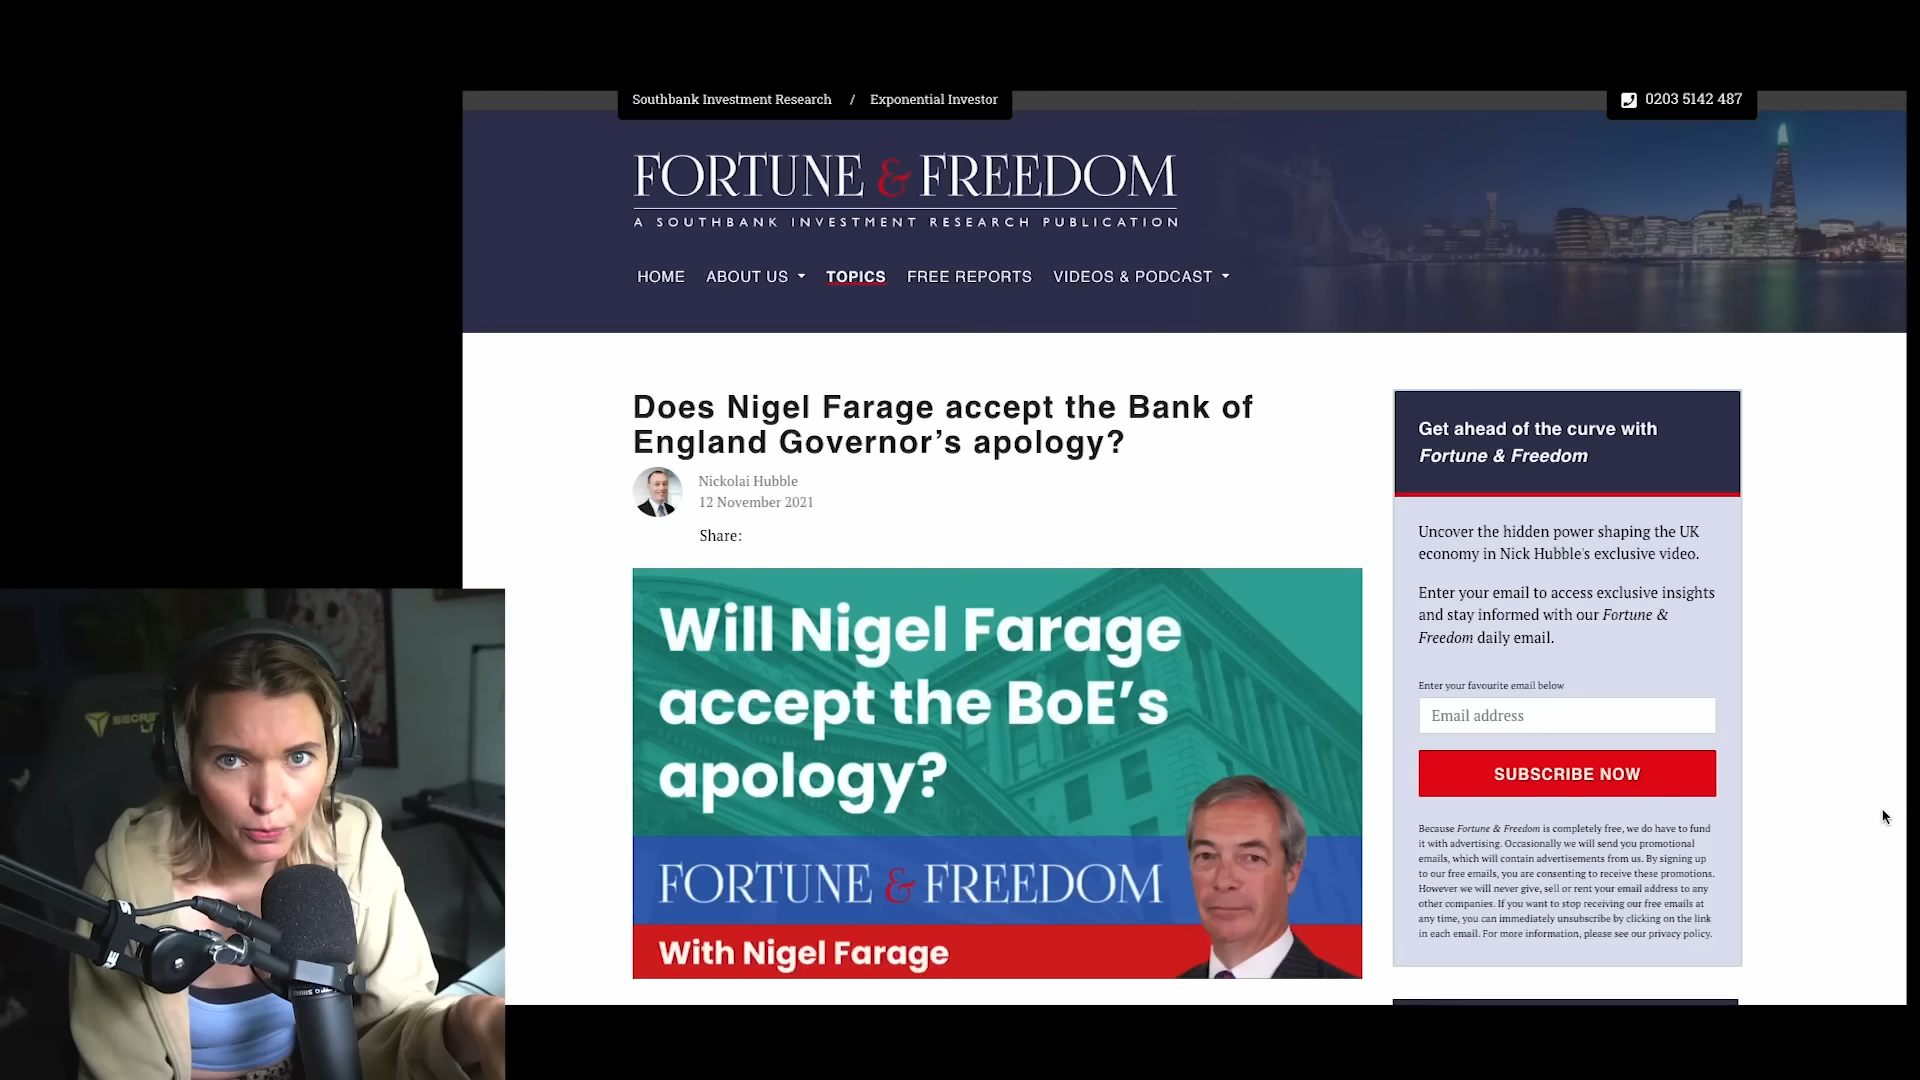 Southbank Investment Research / Exponential Investor
0203 5142 487
FORTUNE & FREEDOM
A SOUTHBANK INVESTMENT RESEARCH PUBLICATION
HOME ABOUT US TOPICS FREE REPORTS VIDEOS & PODCAST
Does Nigel Farage accept the Bank of
England Governor’s apology?
Nickolai Hubble
12 November 2021
Share:
Will Nigel Farage
accept the BoE’s
apology?
FORTUNE & FREEDOM
With Nigel Farage
Get ahead of the curve with
Fortune & Freedom
Uncover the hidden power shaping the UK
economy in Nick Hubble's exclusive video.
Enter your email to access exclusive insights
and stay informed with our Fortune &
Freedom daily email.
Enter your favourite email below
Email address
SUBSCRIBE NOW
Because Fortune & Freedom is completely free, we do have to fund
it with advertising. Occasionally we will send you promotional
emails, which will contain advertisements from us. By signing up
to our free emails, you are consenting to receive these promotions.
However we will never give, sell or rent your email address to any
other companies. If you want to stop receiving our free emails at
any time, you can immediately unsubscribe by clicking on the link
in each email. For more information, please see our privacy policy.